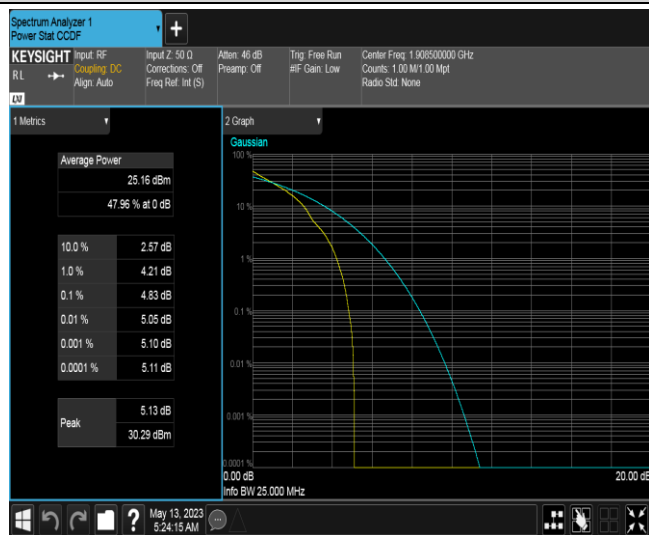 Spectrum Analyzer 1
Power Stat CCDF
KEYSIGHT
RL
LXI
Input: RF
Coupling: DC
Align: Auto
Input Z: 50 Ω
Corrections: Off
Freq Ref: Int (S)
Atten: 46 dB
Preamp: Off
Trig: Free Run
#IF Gain: Low
Center Freq: 1.908500000 GHz
Counts: 1.00 M/1.00 Mpt
Radio Std: None
1 Metrics
Average Power
25.16 dBm
47.96 % at 0 dB
10.0 % 2.57 dB
1.0 % 4.21 dB
0.1 % 4.83 dB
0.01 % 5.05 dB
0.001 % 5.10 dB
0.0001 % 5.11 dB
Peak
5.13 dB
30.29 dBm
2 Graph
Gaussian
100 %
10 %
1 %
0.1 %
0.01 %
0.001 %
0.0001 %
0.00 dB 20.00 dB
Info BW 25.000 MHz
?
May 13, 2023
5:24:15 AM